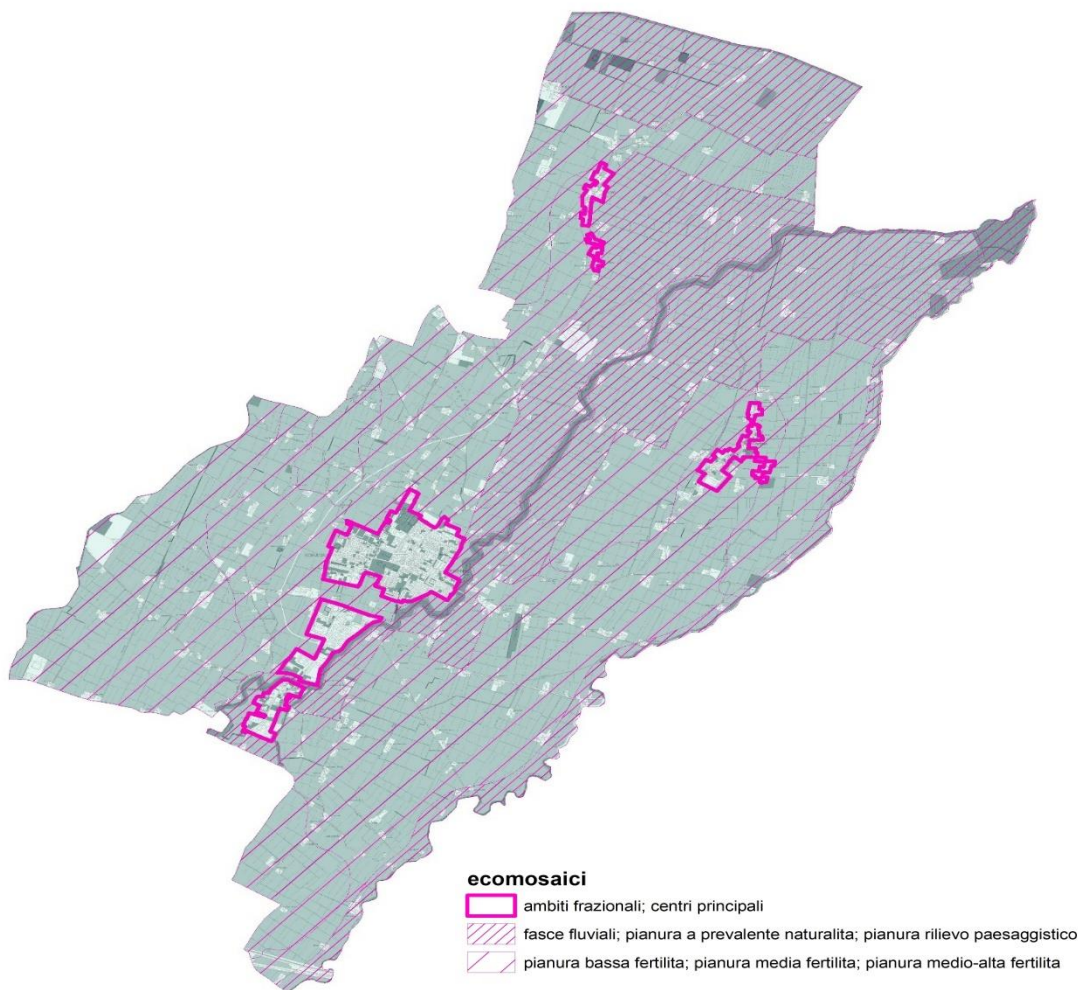 ecomosaici
ambiti frazionali; centri principali
fasce fluviali; pianura a prevalente naturalita; pianura rilievo paesaggistico
pianura bassa fertilita; pianura media fertilita; pianura medio-alta fertilita